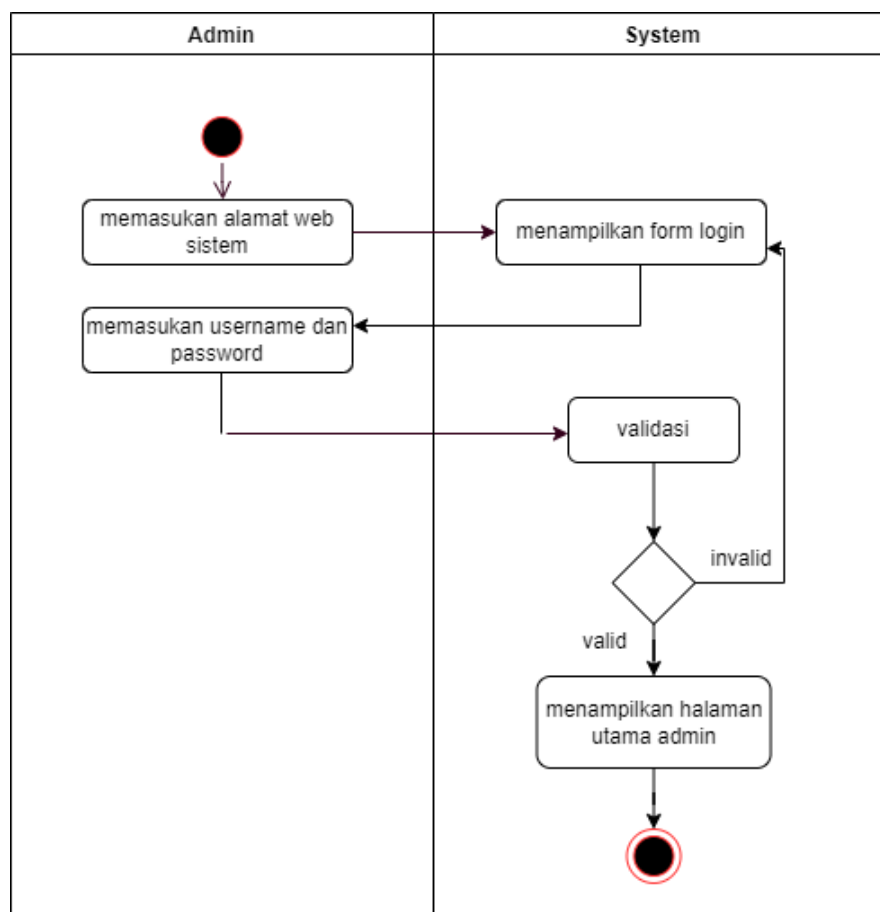 Admin
System
memasukan alamat web
sistem
menampilkan form login
memasukan username dan
password
validasi
invalid
valid
menampilkan halaman
utama admin